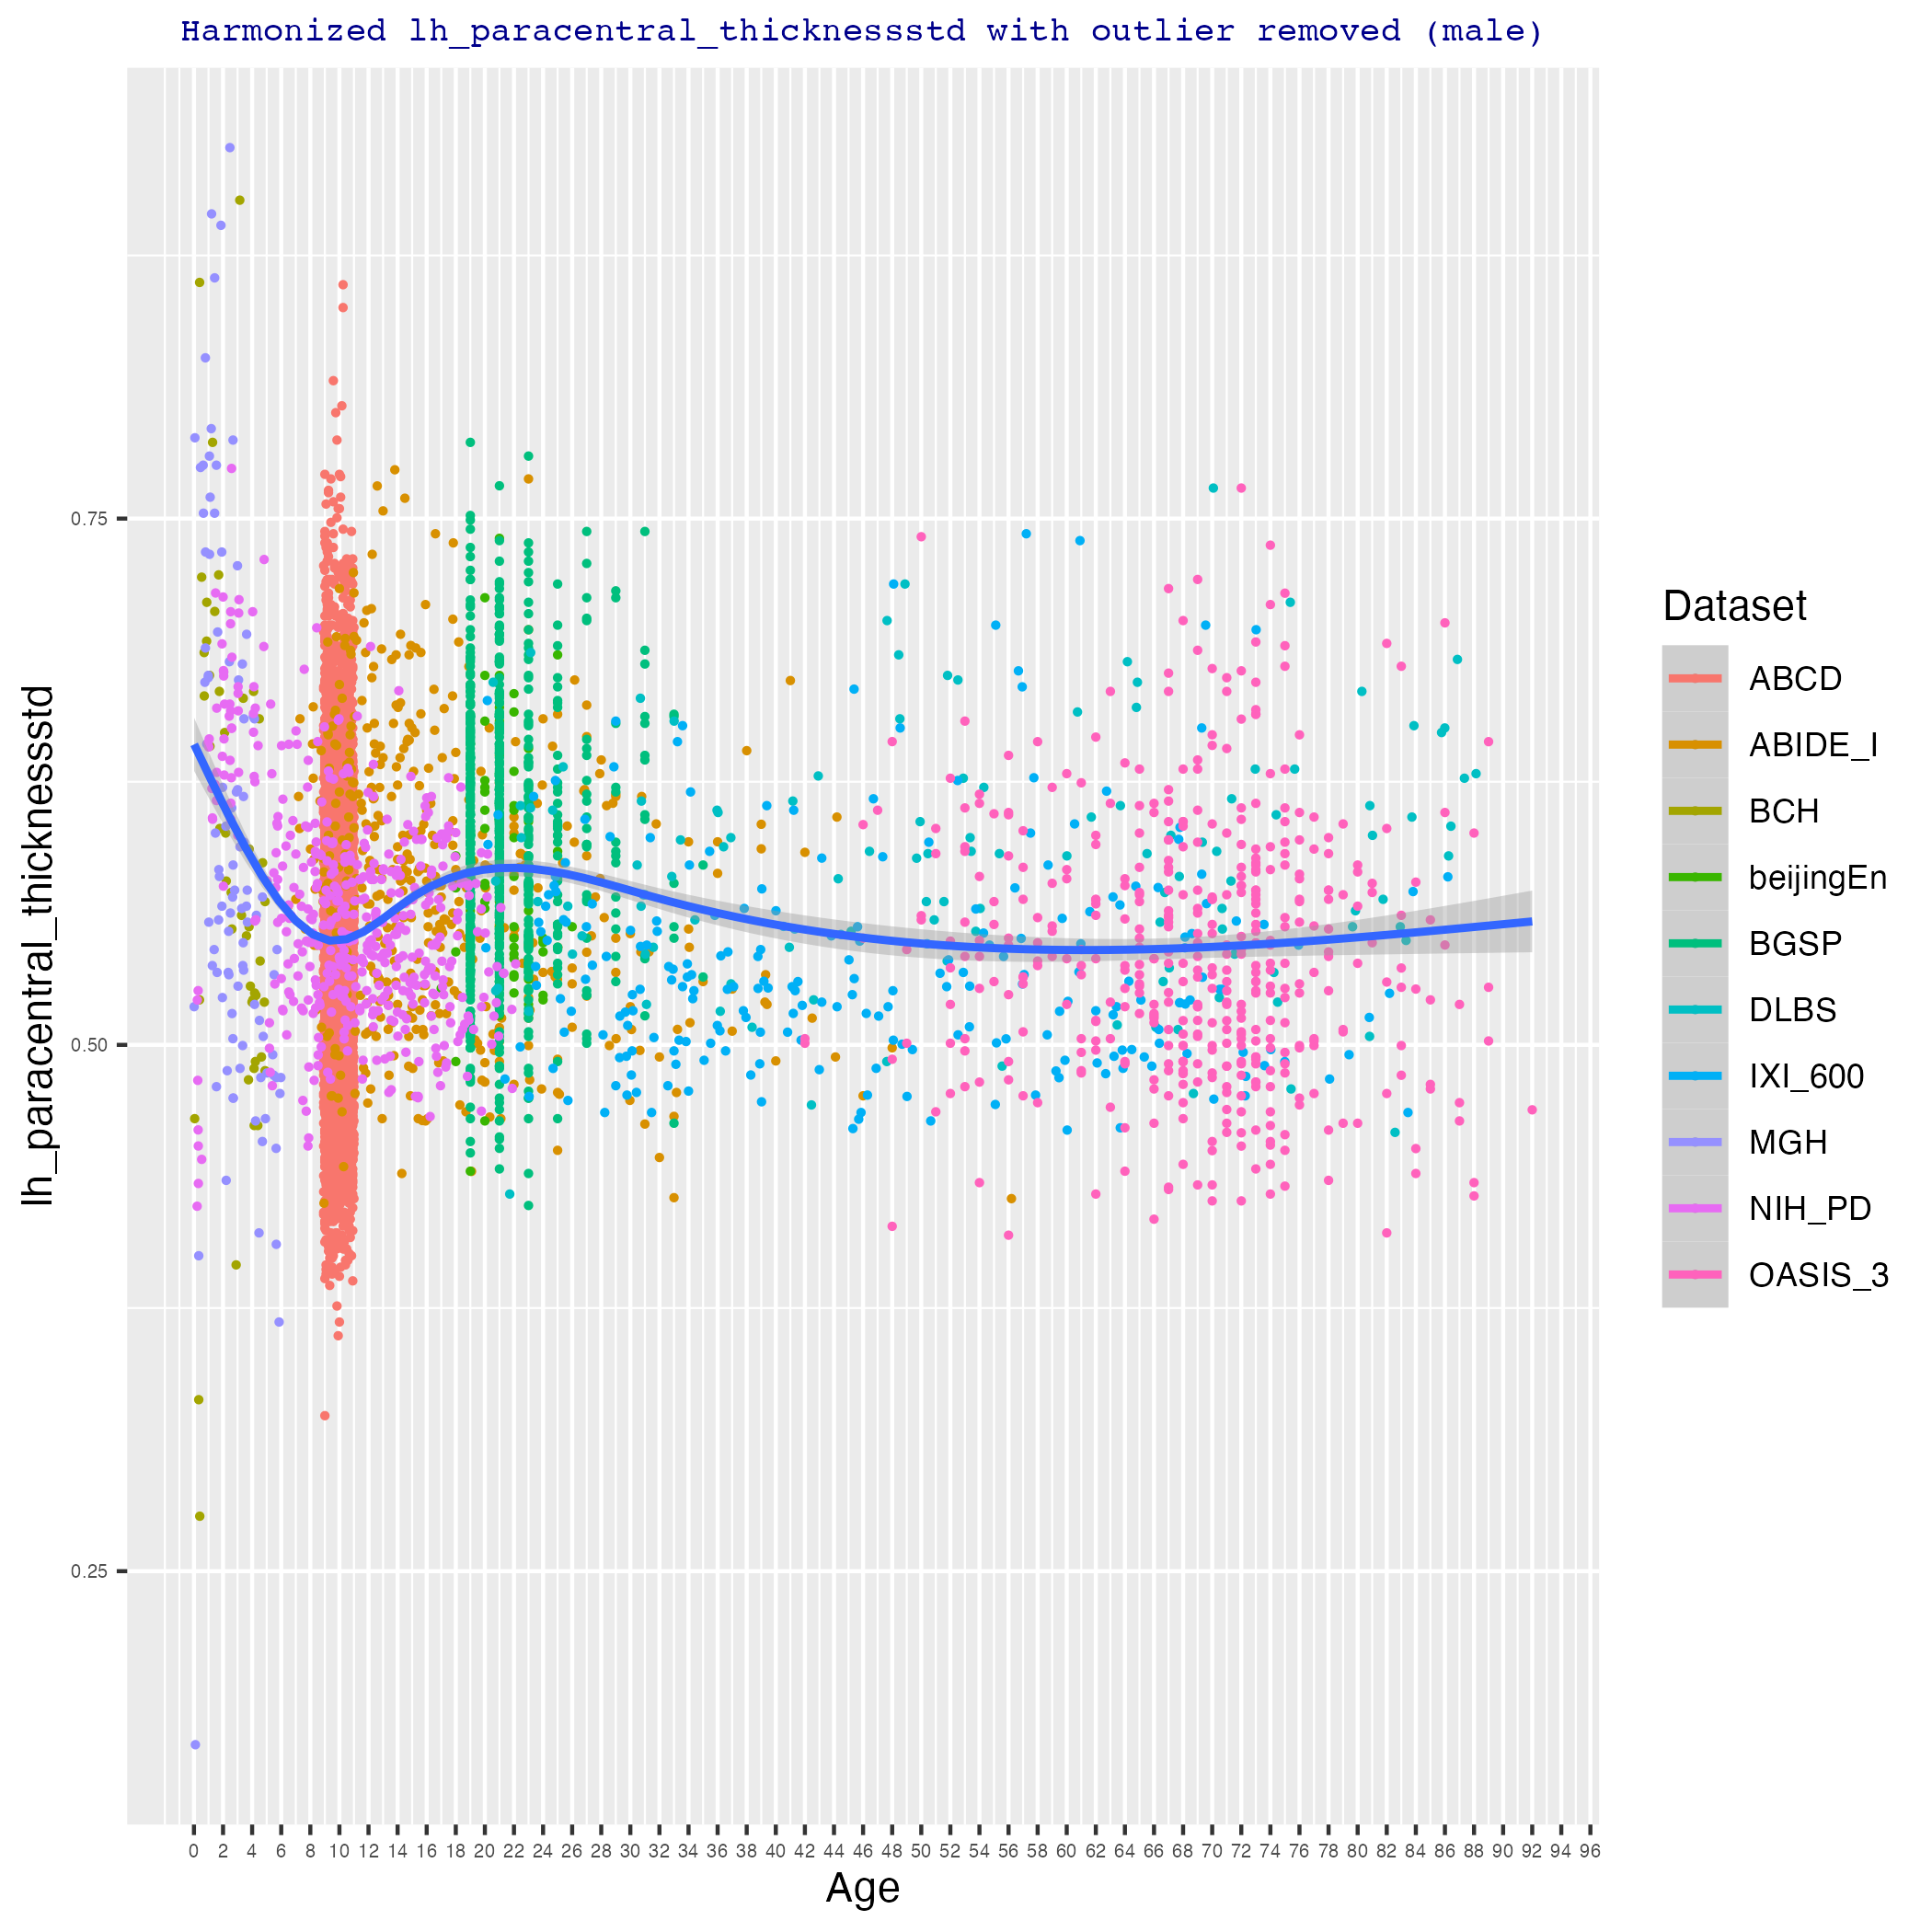 Harmonized lh_paracentral_thicknessstd with outlier removed (male)
lh_paracentral_thicknessstd
0.75
0.50
0.25
0 2 4 6 8 10 12 14 16 18 20 22 24 26 28 30 32 34 36 38 40 42 44 46 48 50 52 54 56 58 60 62 64 66 68 70 72 74 76 78 80 82 84 86 88 90 92 94 96
Age
Dataset
ABCD
ABIDE_I
BCH
beijingEn
BGSP
DLBS
IXI_600
MGH
NIH_PD
OASIS_3